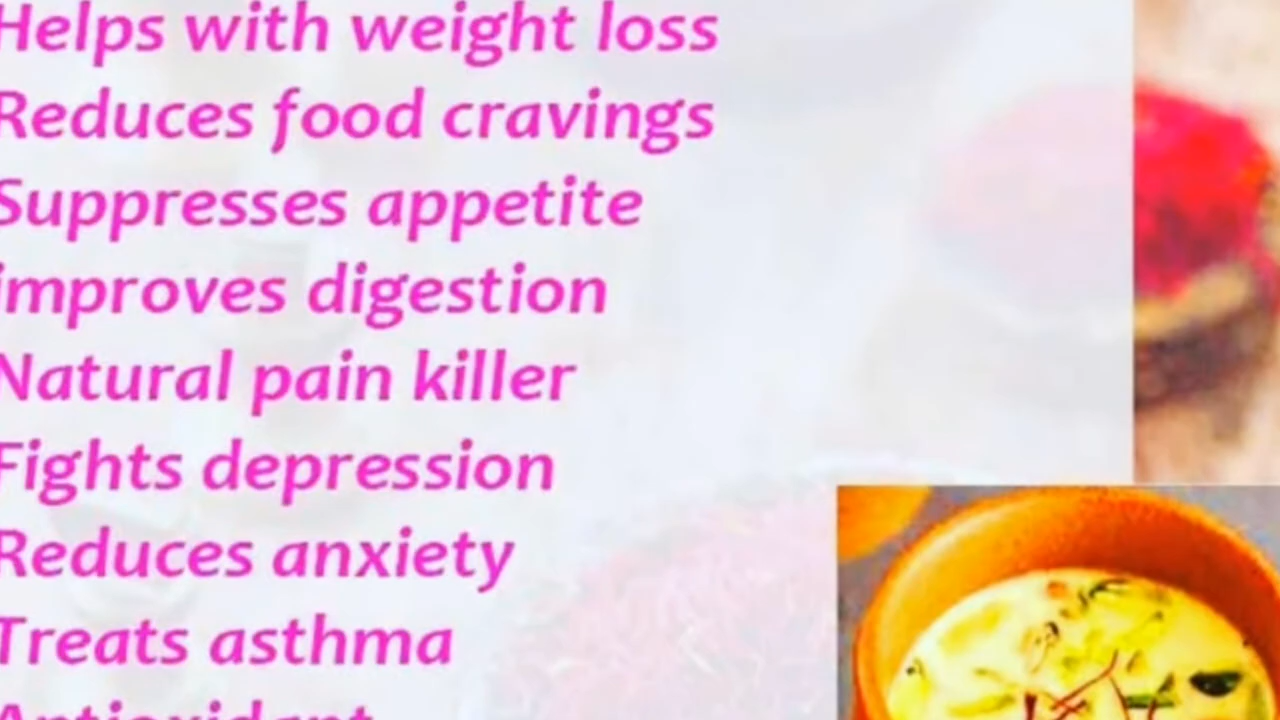 Helps with weight loss
Reduces food cravings
Suppresses appetite
improves digestion
Natural pain killer
Fights depression
Reduces anxiety
Treats asthma
Antioxidant